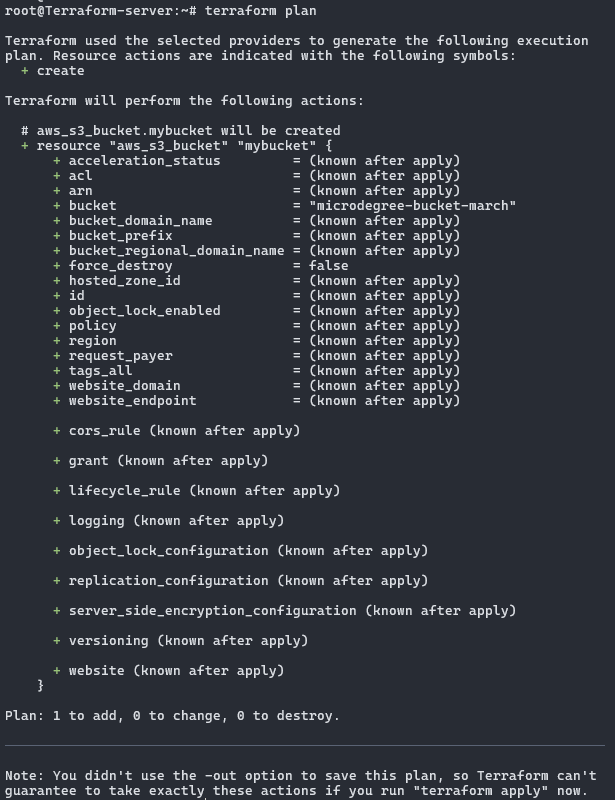 root@Terraform-server:~# terraform plan
Terraform used the selected providers to generate the following execution
plan. Resource actions are indicated with the following symbols:
+ create
Terraform will perform the following actions:
# aws_s3_bucket.mybucket will be created
+ resource "aws_s3_bucket" "mybucket" {
+ acceleration_status         = (known after apply)
+ acl                         = (known after apply)
+ arn                         = (known after apply)
+ bucket                      = "microdegree-bucket-march"
+ bucket_domain_name          = (known after apply)
+ bucket_prefix               = (known after apply)
+ bucket_regional_domain_name = (known after apply)
+ force_destroy               = false
+ hosted_zone_id              = (known after apply)
+ id                          = (known after apply)
+ object_lock_enabled         = (known after apply)
+ policy                      = (known after apply)
+ region                      = (known after apply)
+ request_payer               = (known after apply)
+ tags_all                    = (known after apply)
+ website_domain              = (known after apply)
+ website_endpoint            = (known after apply)
+ cors_rule (known after apply)
+ grant (known after apply)
+ lifecycle_rule (known after apply)
+ logging (known after apply)
+ object_lock_configuration (known after apply)
+ replication_configuration (known after apply)
+ server_side_encryption_configuration (known after apply)
+ versioning (known after apply)
+ website (known after apply)
}
Plan: 1 to add, 0 to change, 0 to destroy.
Note: You didn't use the -out option to save this plan, so Terraform can't
guarantee to take exactly these actions if you run "terraform apply" now.